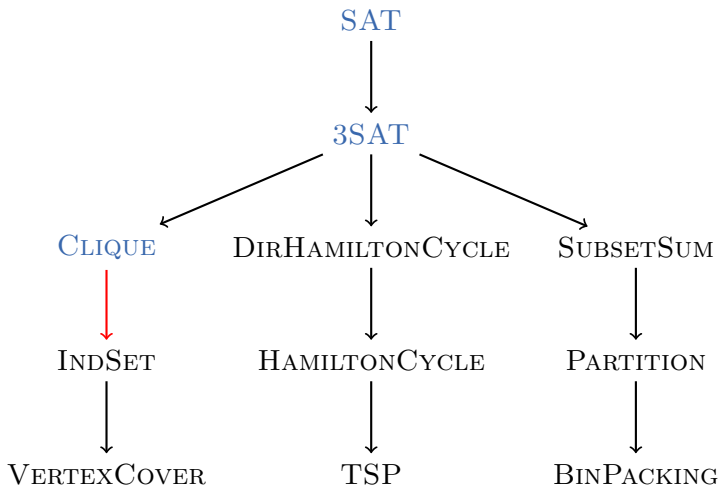 SAT
3SAT
CLIQUE DIRHAMILTONCYCLE SUBSETSUM
INDSET HAMILTONCYCLE PARTITION
VERTEXCOVER TSP BINPACKING